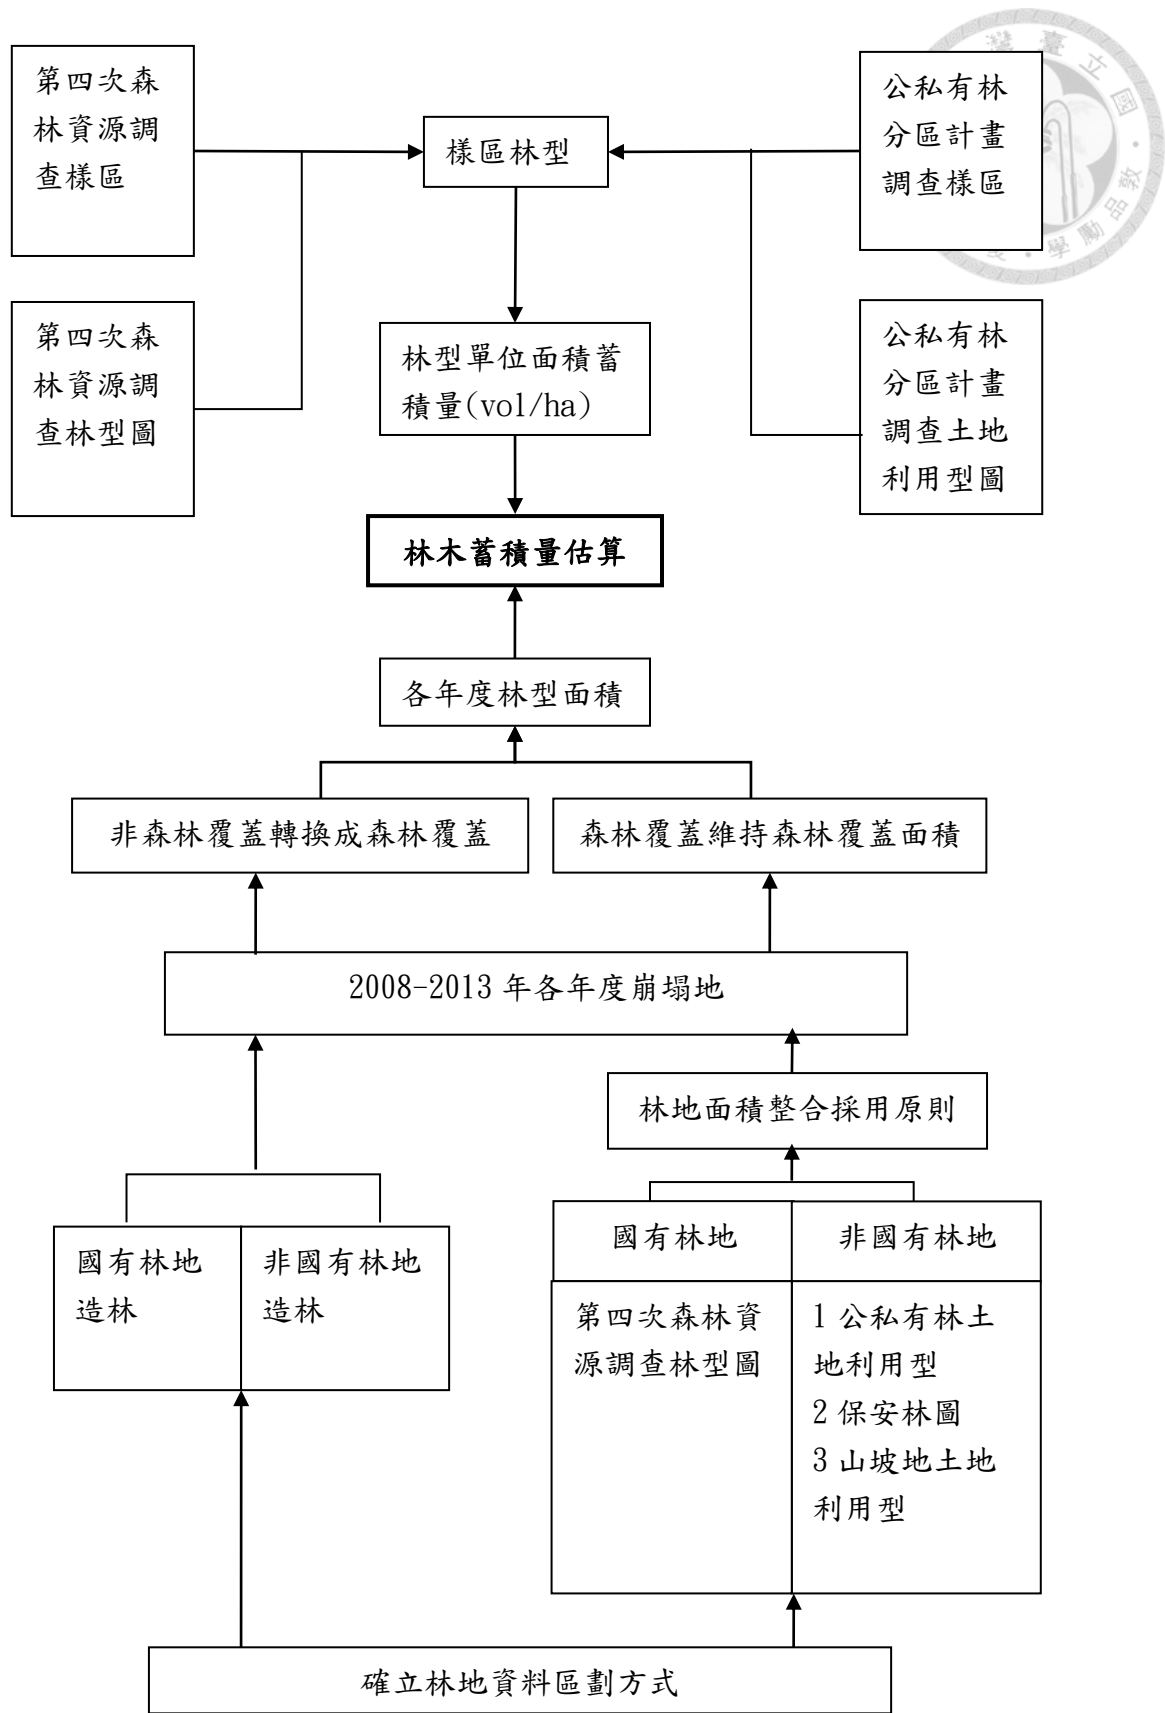 第四次森
林資源調
查樣區
樣區林型
公私有林
分區計畫
調查樣區
第四次森
林資源調
查林型圖
林型單位面積蓄
積量(vol/ha)
公私有林
分區計畫
調查土地
利用型圖
林木蓄積量估算
各年度林型面積
非森林覆蓋轉換成森林覆蓋
森林覆蓋維持森林覆蓋面積
2008-2013 年各年度崩塌地
林地面積整合採用原則
國有林地
造林
非國有林地
造林
國有林地
非國有林地
第四次森林資
源調查林型圖
1 公私有林土
地利用型
2 保安林圖
3 山坡地土地
利用型
確立林地資料區劃方式